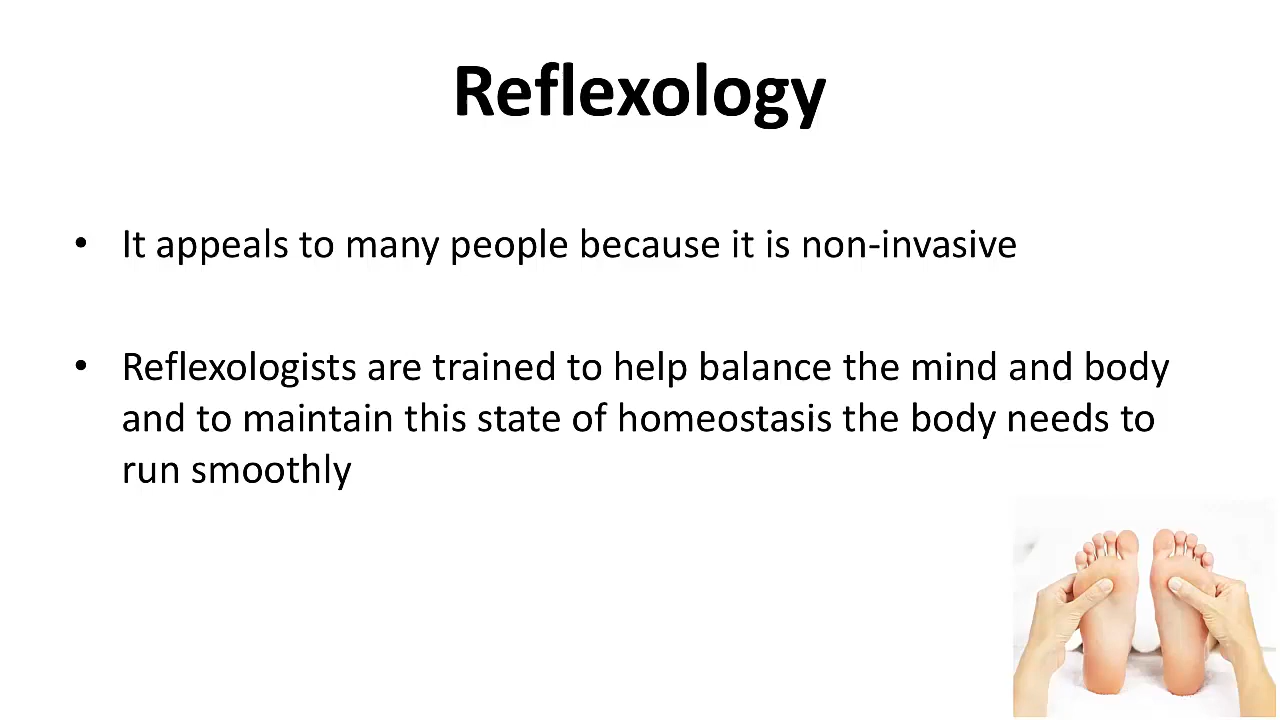 Reflexology
• It appeals to many people because it is non-invasive
• Reflexologists are trained to help balance the mind and body
and to maintain this state of homeostasis the body needs to
run smoothly